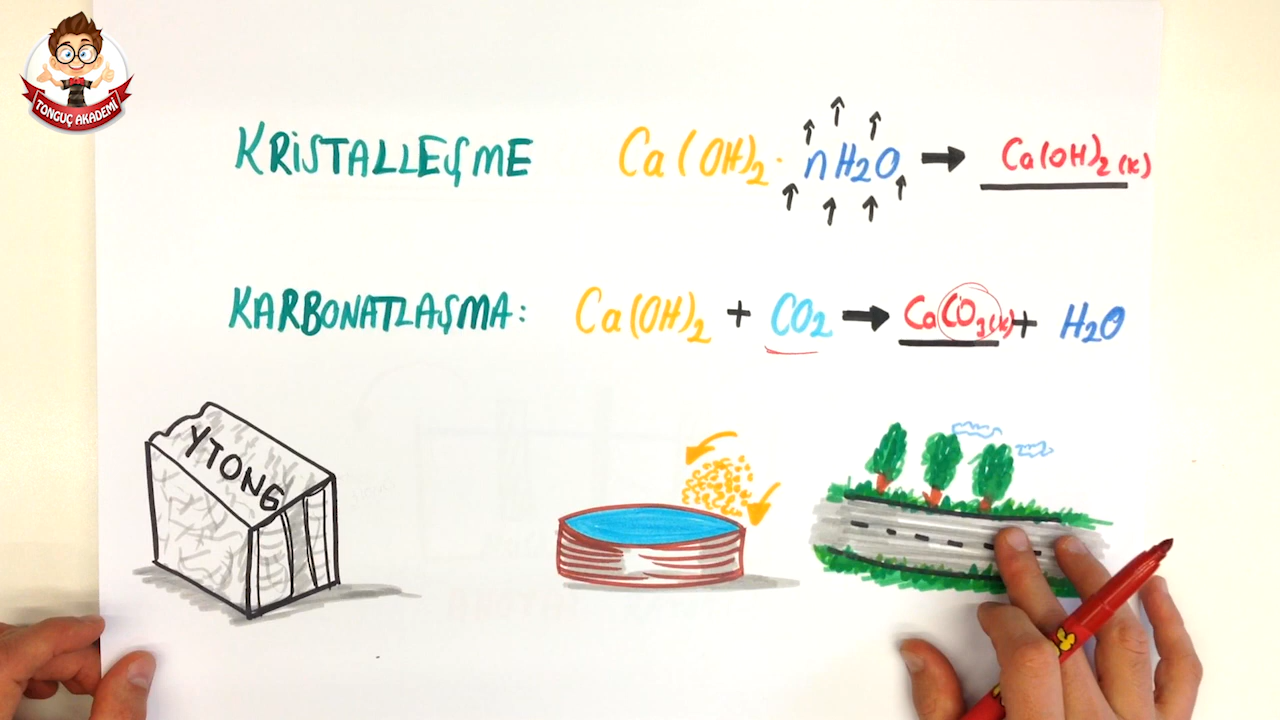 TONGUÇ AKADEMİ
KRİSTALLEŞME Ca(OH)₂·nH₂O → Ca(OH)₂(k)
KARBONATLAŞMA: Ca(OH)₂ + CO₂ → CaCO₃(k) + H₂O
YTONG